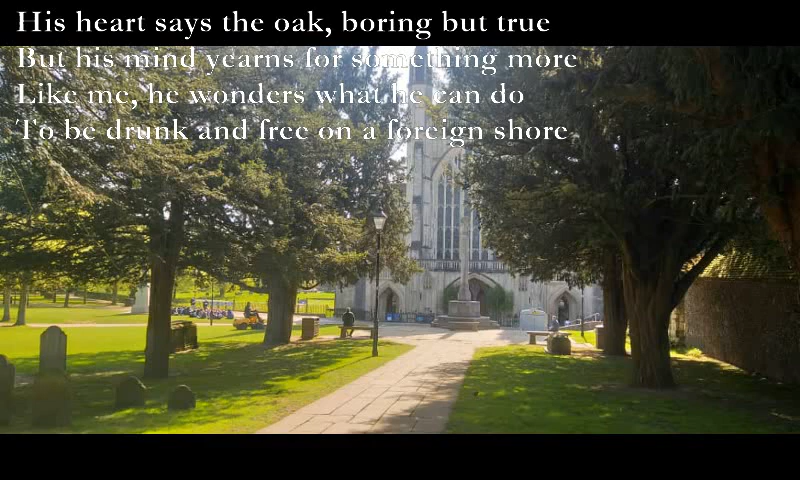 His heart says the oak, boring but true
But his mind yearns for something more
Like me, he wonders what he can do
To be drunk and free on a foreign shore